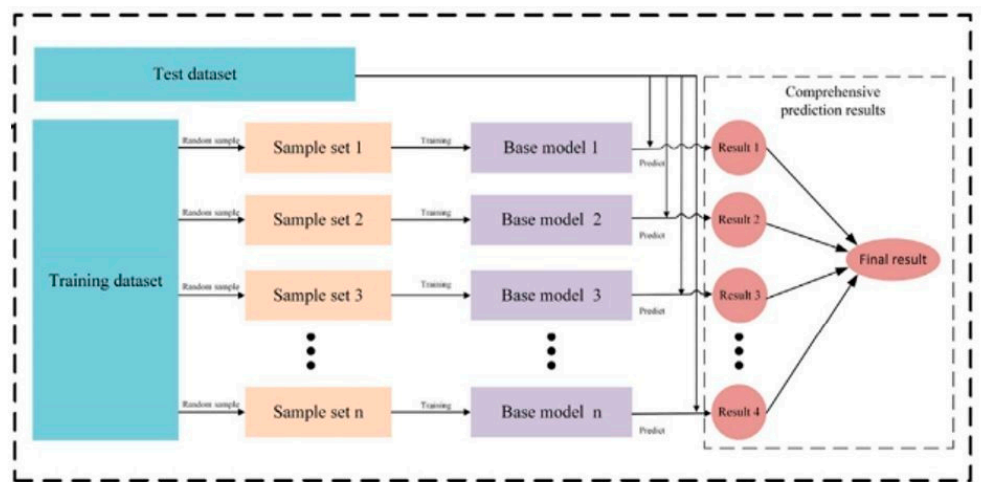 Test dataset
Comprehensive
prediction results
Random sample
Sample set 1
Training
Base model 1
Predict
Result 1
Random sample
Sample set 2
Training
Base model 2
Predict
Result 2
Training dataset
Final result
Random sample
Sample set 3
Training
Base model 3
Predict
Result 3
Random sample
Sample set n
Training
Base model n
Predict
Result 4